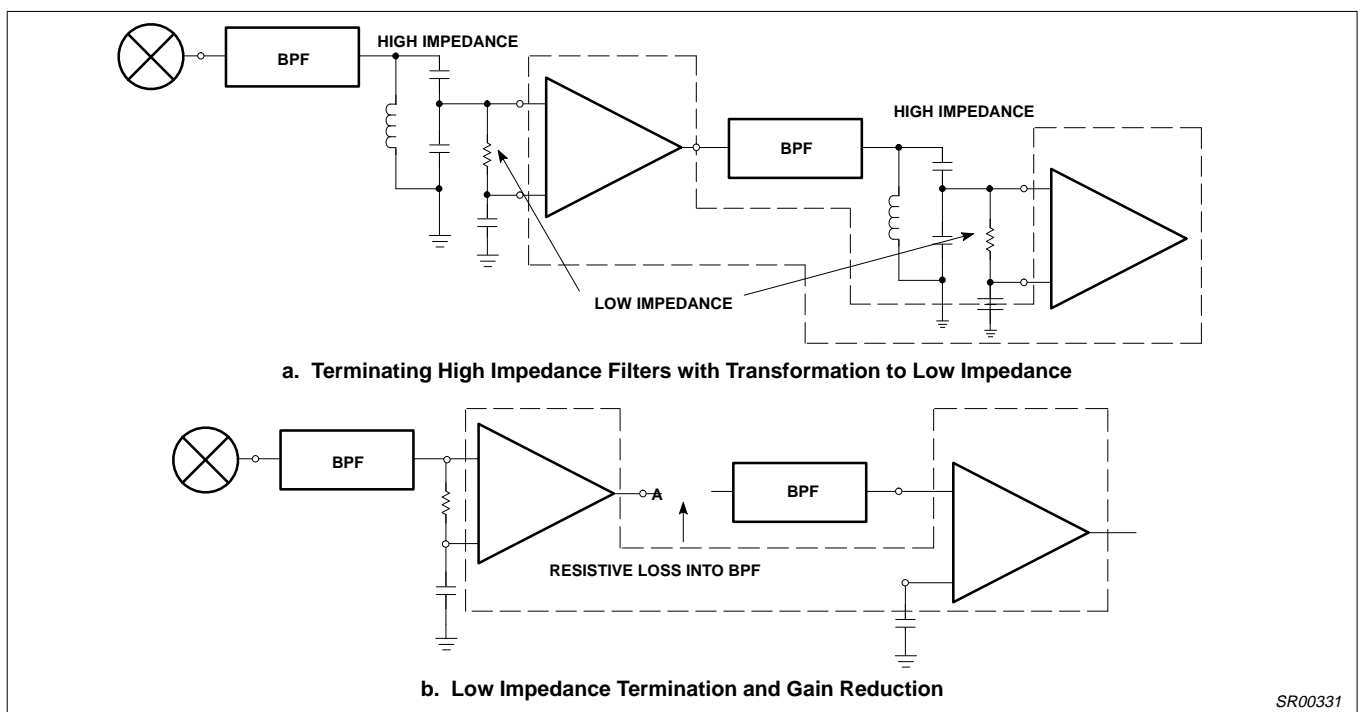 HIGH IMPEDANCE
BPF
HIGH IMPEDANCE
BPF
LOW IMPEDANCE
a. Terminating High Impedance Filters with Transformation to Low Impedance
BPF
A
BPF
RESISTIVE LOSS INTO BPF
b. Low Impedance Termination and Gain Reduction
SR00331